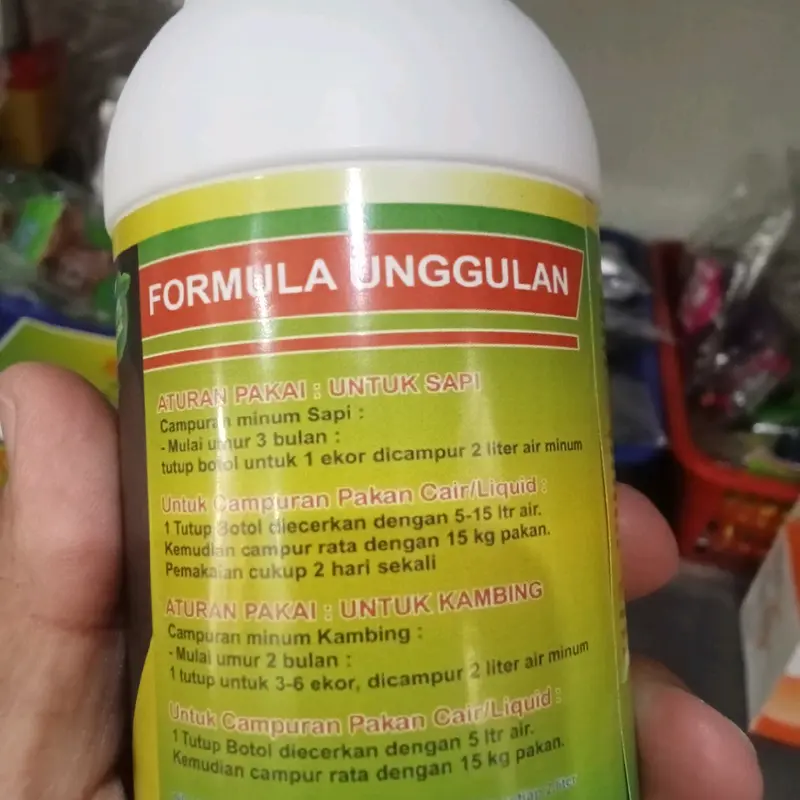 FORMULA UNGGULAN
ATURAN PAKAI : UNTUK SAPI
Campuran minum Sapi :
- Mulai umur 3 bulan :
tutup botol untuk 1 ekor dicampur 2 liter air minum
Untuk Campuran Pakan Cair/Liquid :
1 Tutup Botol diecerkan dengan 5-15 ltr air.
Kemudian campur rata dengan 15 kg pakan.
Pemakaian cukup 2 hari sekali
ATURAN PAKAI : UNTUK KAMBING
Campuran minum Kambing :
- Mulai umur 2 bulan :
1 tutup untuk 3-6 ekor, dicampur 2 liter air minum
Untuk Campuran Pakan Cair/Liquid :
1 Tutup Botol diecerkan dengan 5 ltr air.
Kemudian campur rata dengan 15 kg pakan.